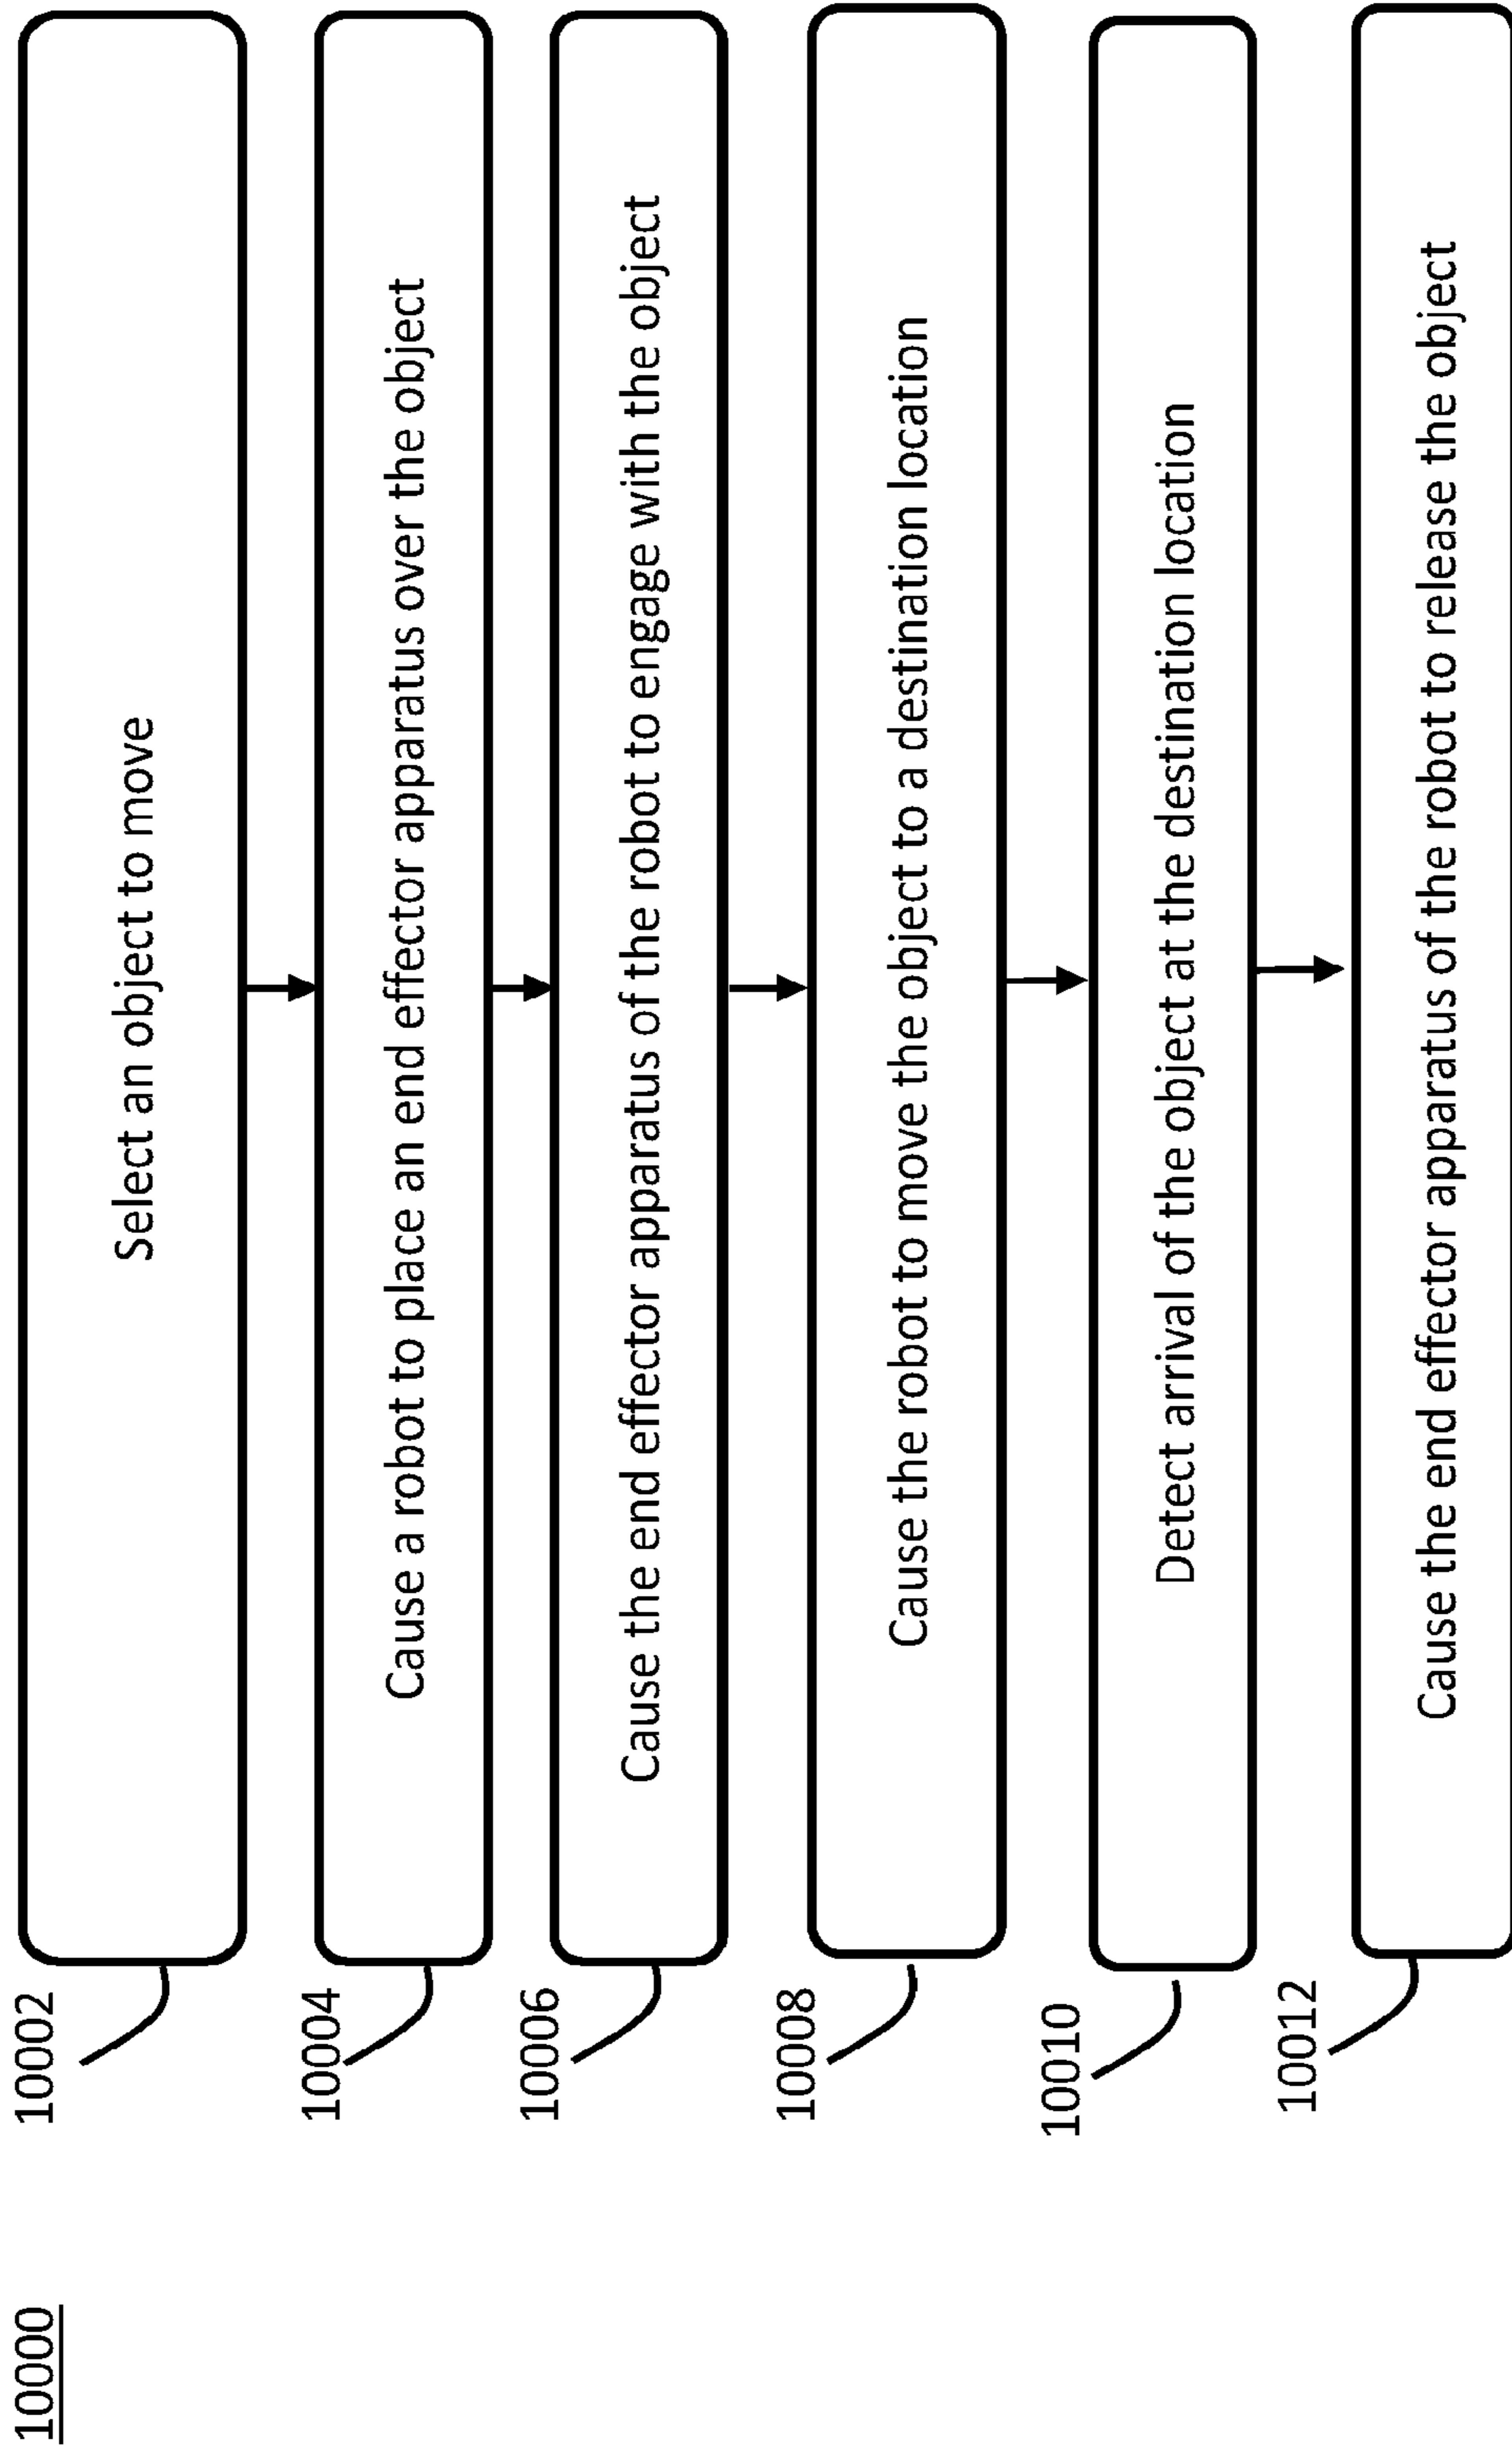 10000
10002
Select an object to move
10004
Cause a robot to place an end effector apparatus over the object
10006
Cause the end effector apparatus of the robot to engage with the object
10008
Cause the robot to move the object to a destination location
10010
Detect arrival of the object at the destination location
10012
Cause the end effector apparatus of the robot to release the object